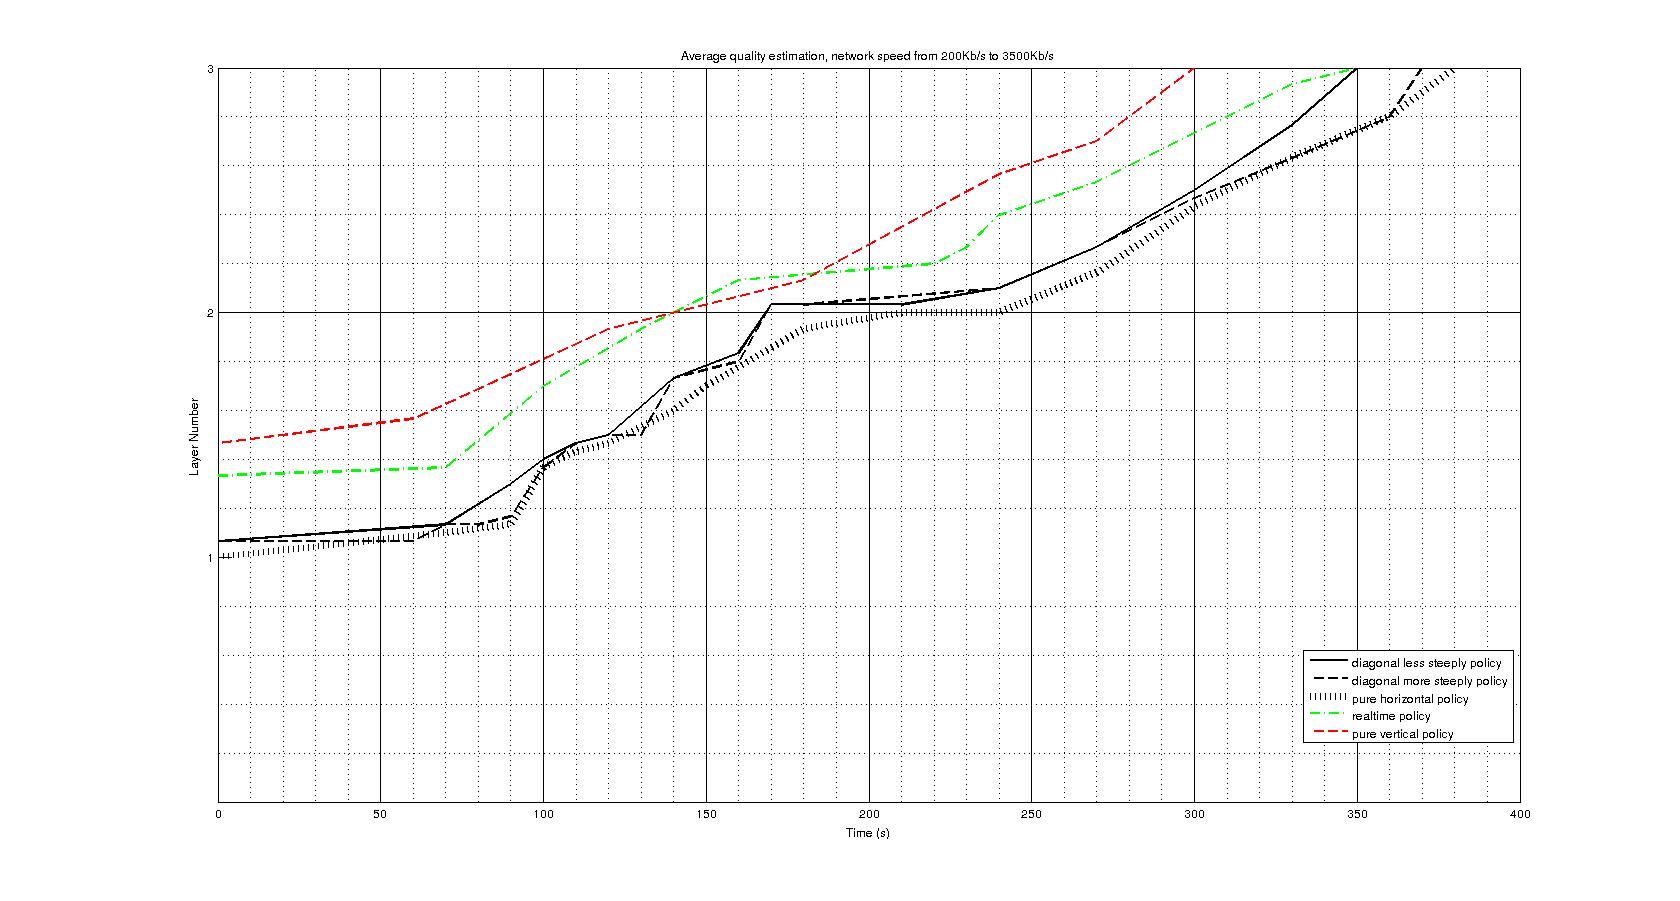 Average quality estimation, network speed from 200Kb/s to 3500Kb/s
3
2
Layer Number
1
diagonal less steeply policy
diagonal more steeply policy
pure horizontal policy
realtime policy
pure vertical policy
0 50 100 150 200 250 300 350 400
Time (s)